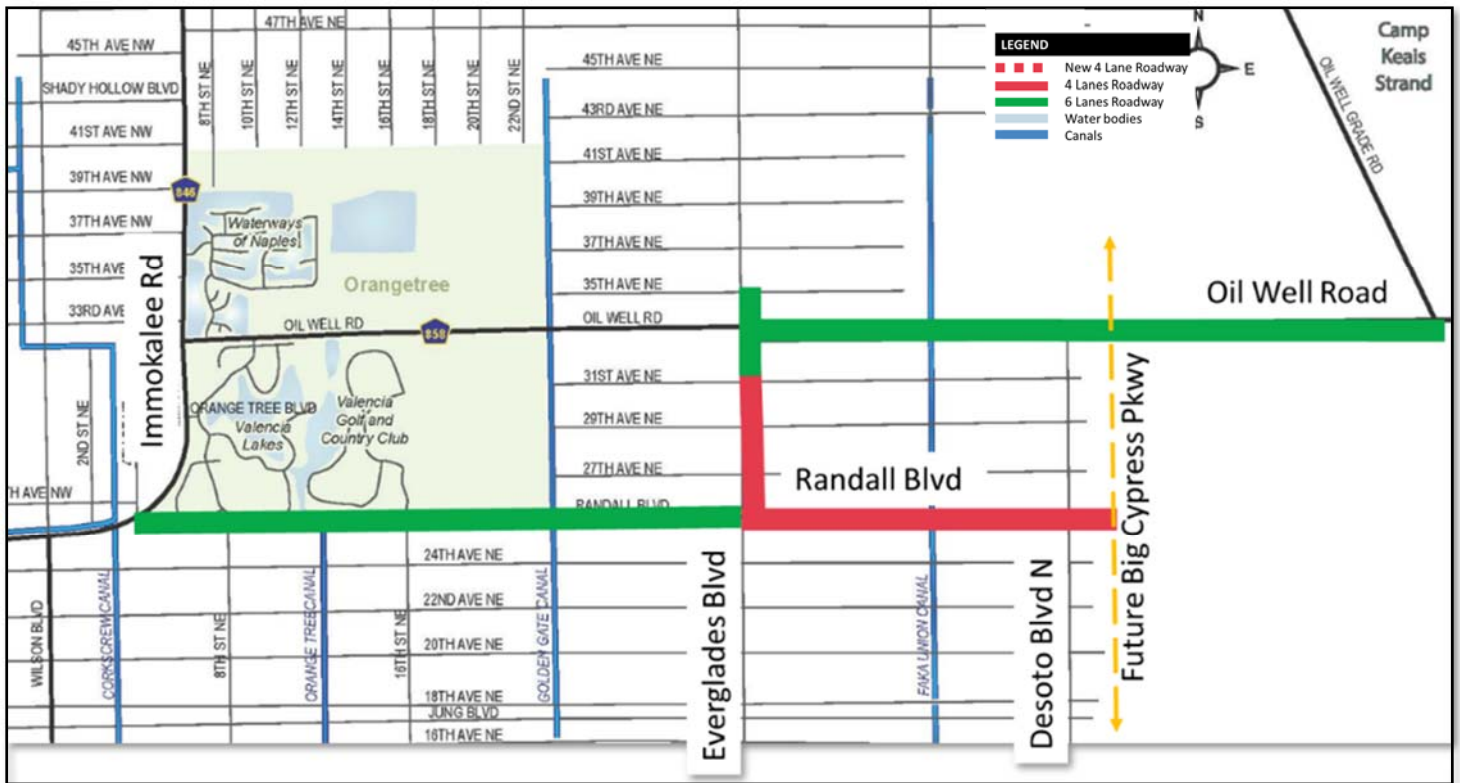 47TH AVE NE
45TH AVE NW
SHADY HOLLOW BLVD
41ST AVE NW
39TH AVE NW
37TH AVE NW
35TH AVE
33RD AVE
8TH ST NE
10TH ST NE
12TH ST NE
14TH ST NE
16TH ST NE
18TH ST NE
20TH ST NE
22ND ST NE
45TH AVE NE
43RD AVE NE
41ST AVE NE
39TH AVE NE
37TH AVE NE
35TH AVE NE
OIL WELL RD
31ST AVE NE
29TH AVE NE
27TH AVE NE
RANDALL BLVD
LEGEND
New 4 Lane Roadway
4 Lanes Roadway
6 Lanes Roadway
Water bodies
Canals
N
E
S
Camp
Keais
Strand
OIL WELL GRADE RD
846
Waterways
of Naples
Orangetree
Immokalee Rd
OIL WELL RD
858
Oil Well Road
ORANGE TREE BLVD
Valencia
Lakes
Valencia
Golf and
Country Club
2ND ST NE
TH AVE NW
Randall Blvd
24TH AVE NE
22ND AVE NE
20TH AVE NE
18TH AVE NE
JUNG BLVD
16TH AVE NE
WILSON BLVD
CORKSCREW CANAL
8TH ST NE
ORANGE TREE CANAL
16TH ST NE
GOLDEN GATE CANAL
Everglades Blvd
FAKA UNION CANAL
Desoto Blvd N
Future Big Cypress Pkwy